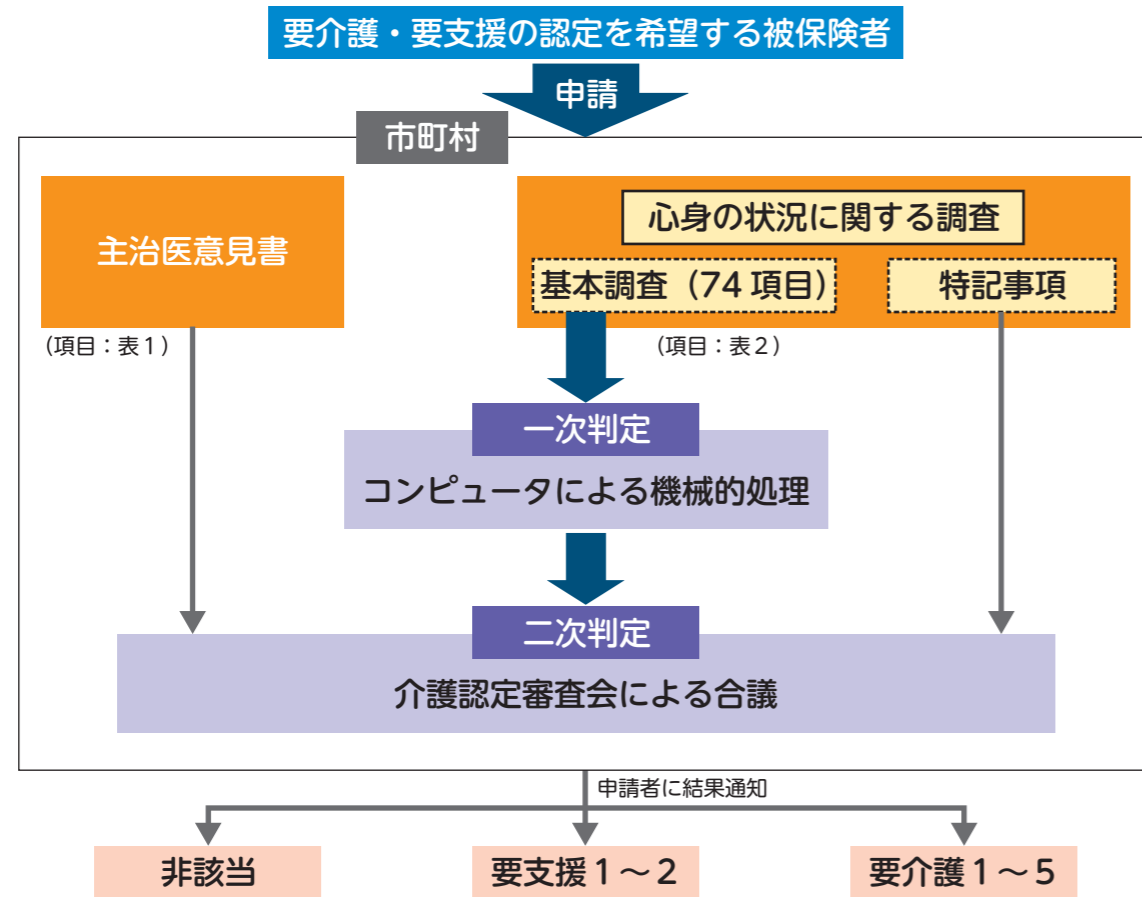 要介護・要支援の認定を希望する被保険者
申請
市町村
主治医意見書
(項目：表1)
心身の状況に関する調査
基本調査（74 項目）
特記事項
(項目：表2)
一次判定
コンピュータによる機械的処理
二次判定
介護認定審査会による合議
申請者に結果通知
非該当
要支援1～2
要介護1～5